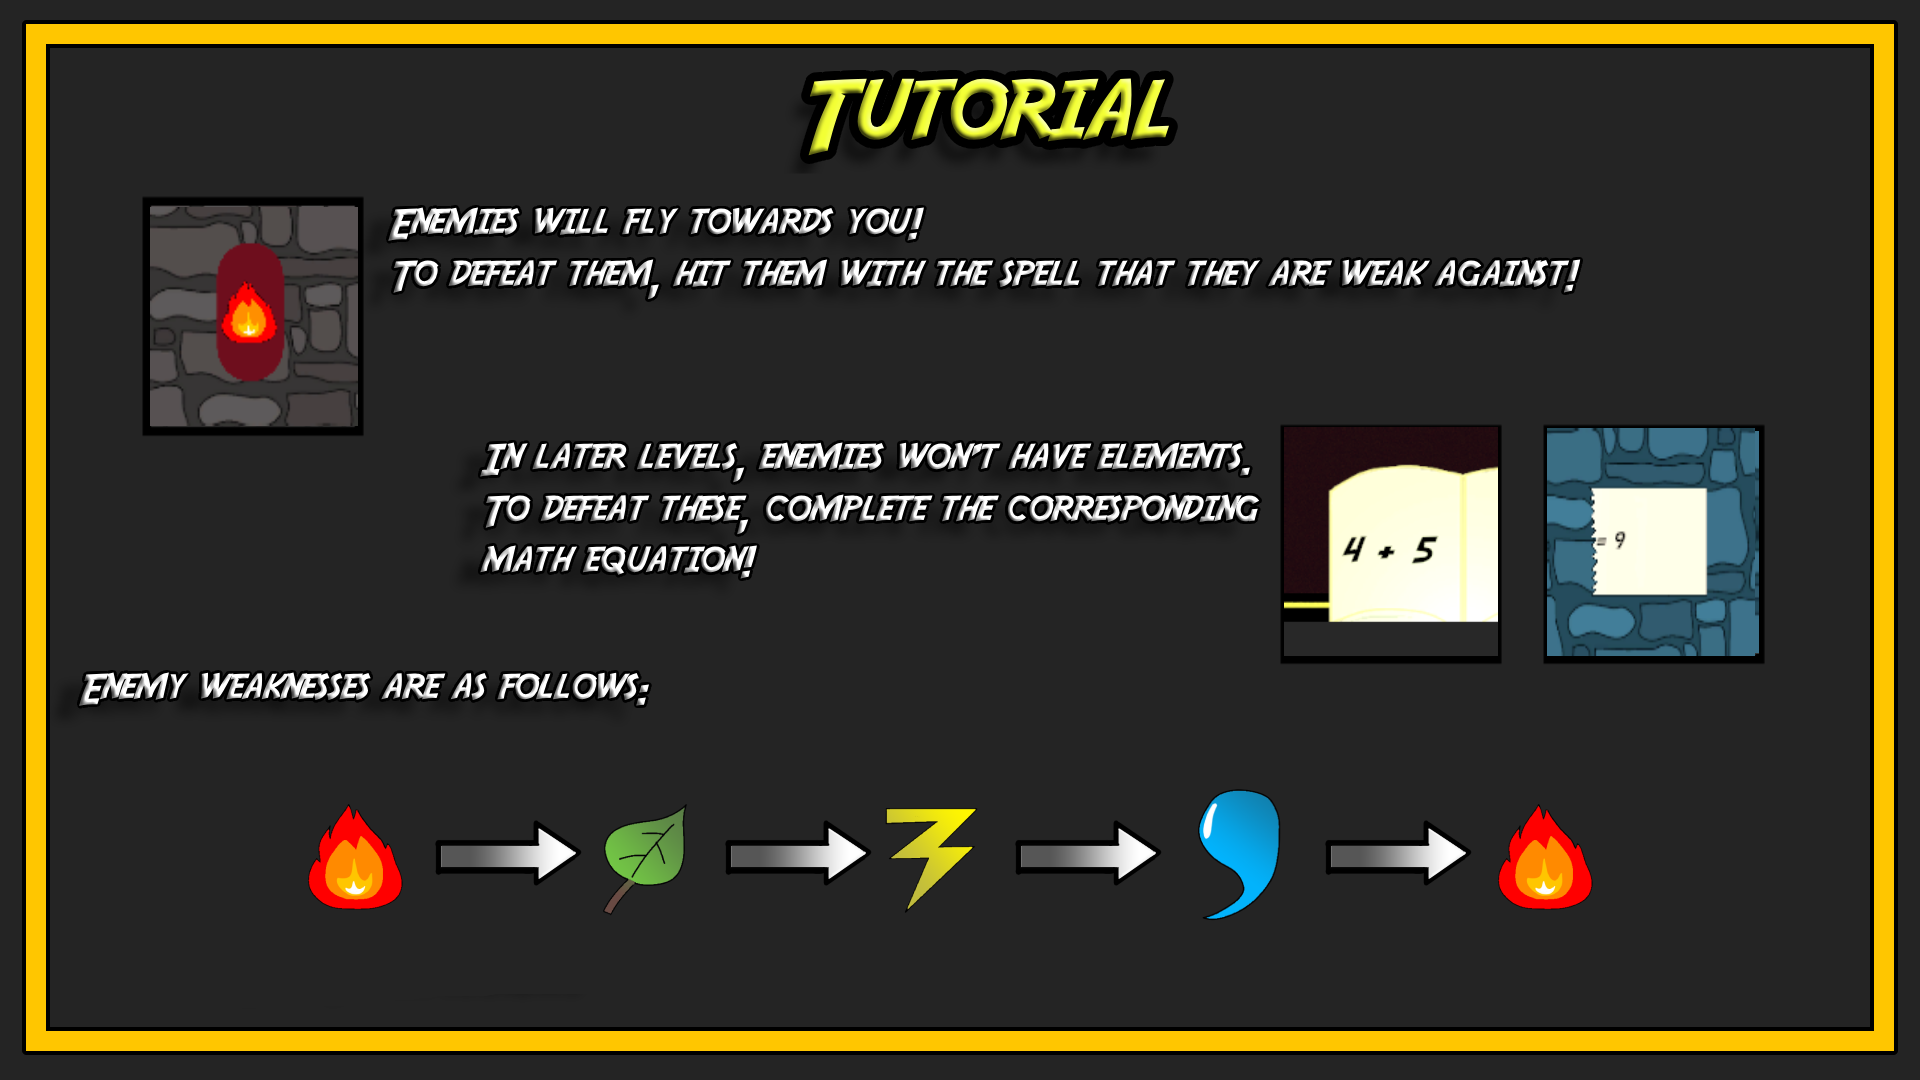 Tutorial
Enemies will fly towards you!
To defeat them, hit them with the spell that they are weak against!
In later levels, enemies won't have elements.
To defeat these, complete the corresponding
math equation!
4 + 5
= 9
Enemy weaknesses are as follows: